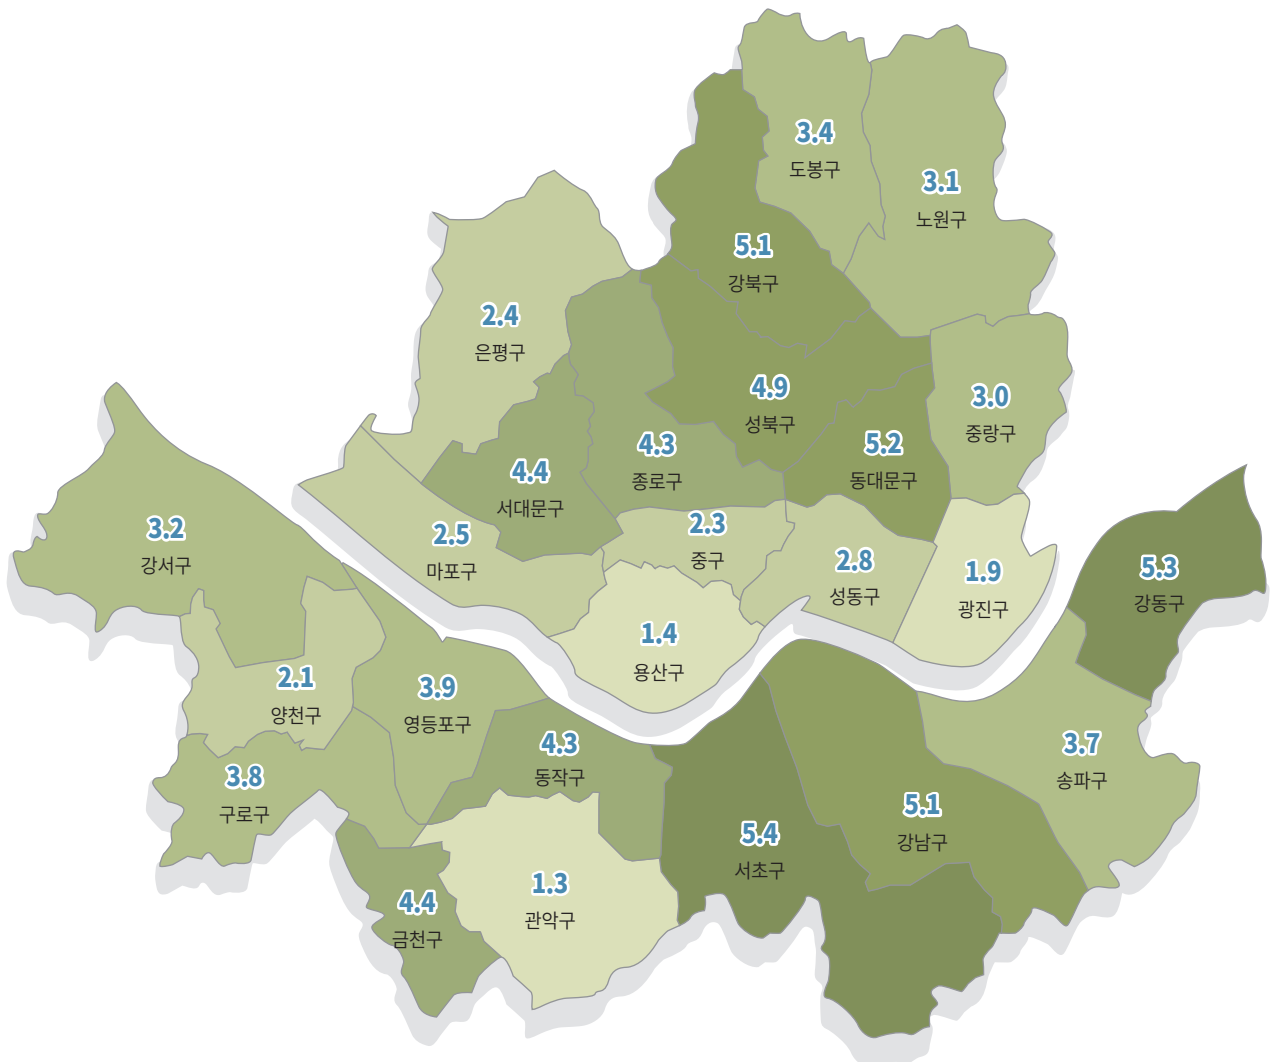 3.4
도봉구
3.1
노원구
5.1
강북구
2.4
은평구
4.9
성북구
3.0
중랑구
4.3
종로구
5.2
동대문구
4.4
서대문구
3.2
강서구
2.5
마포구
2.3
중구
2.8
성동구
1.9
광진구
5.3
강동구
1.4
용산구
2.1
양천구
3.9
영등포구
4.3
동작구
3.7
송파구
3.8
구로구
5.1
강남구
5.4
서초구
1.3
관악구
4.4
금천구